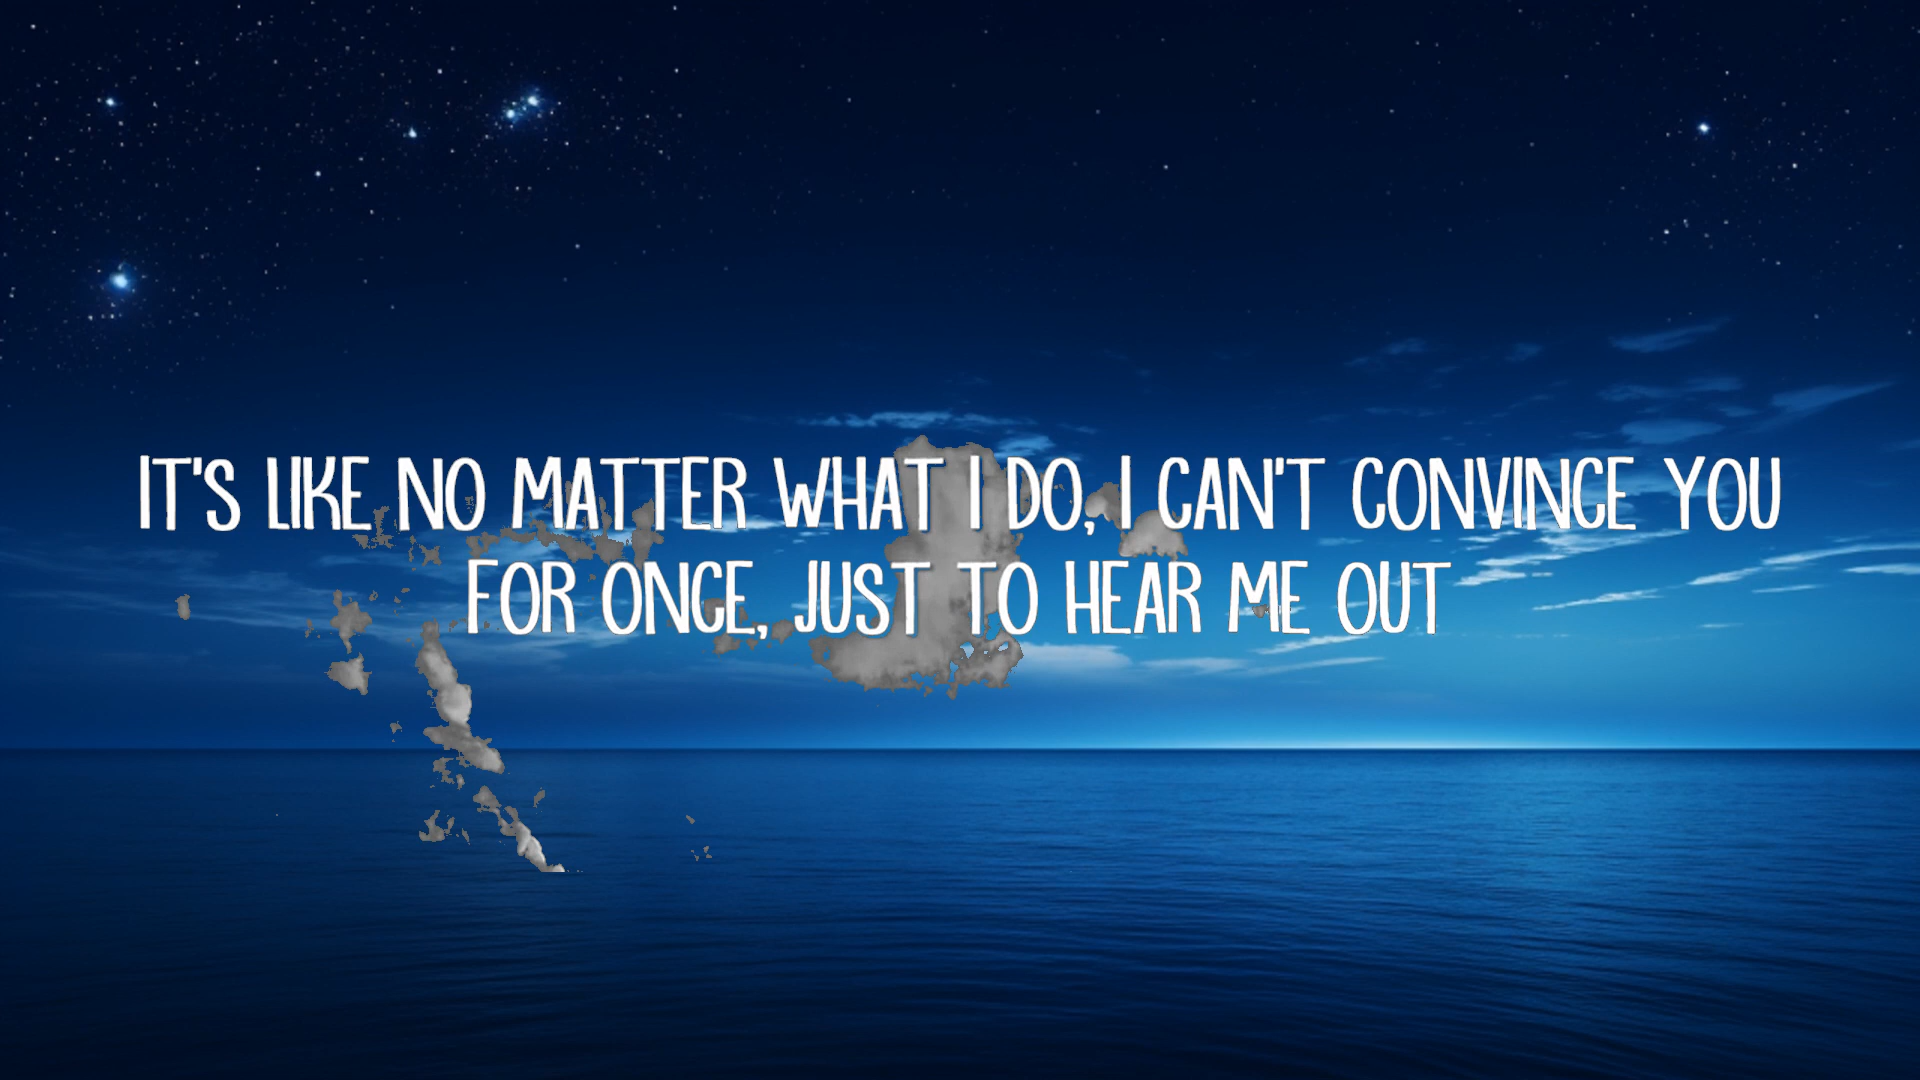 It's like no matter what I do, I can't convince you
for once, just to hear me out